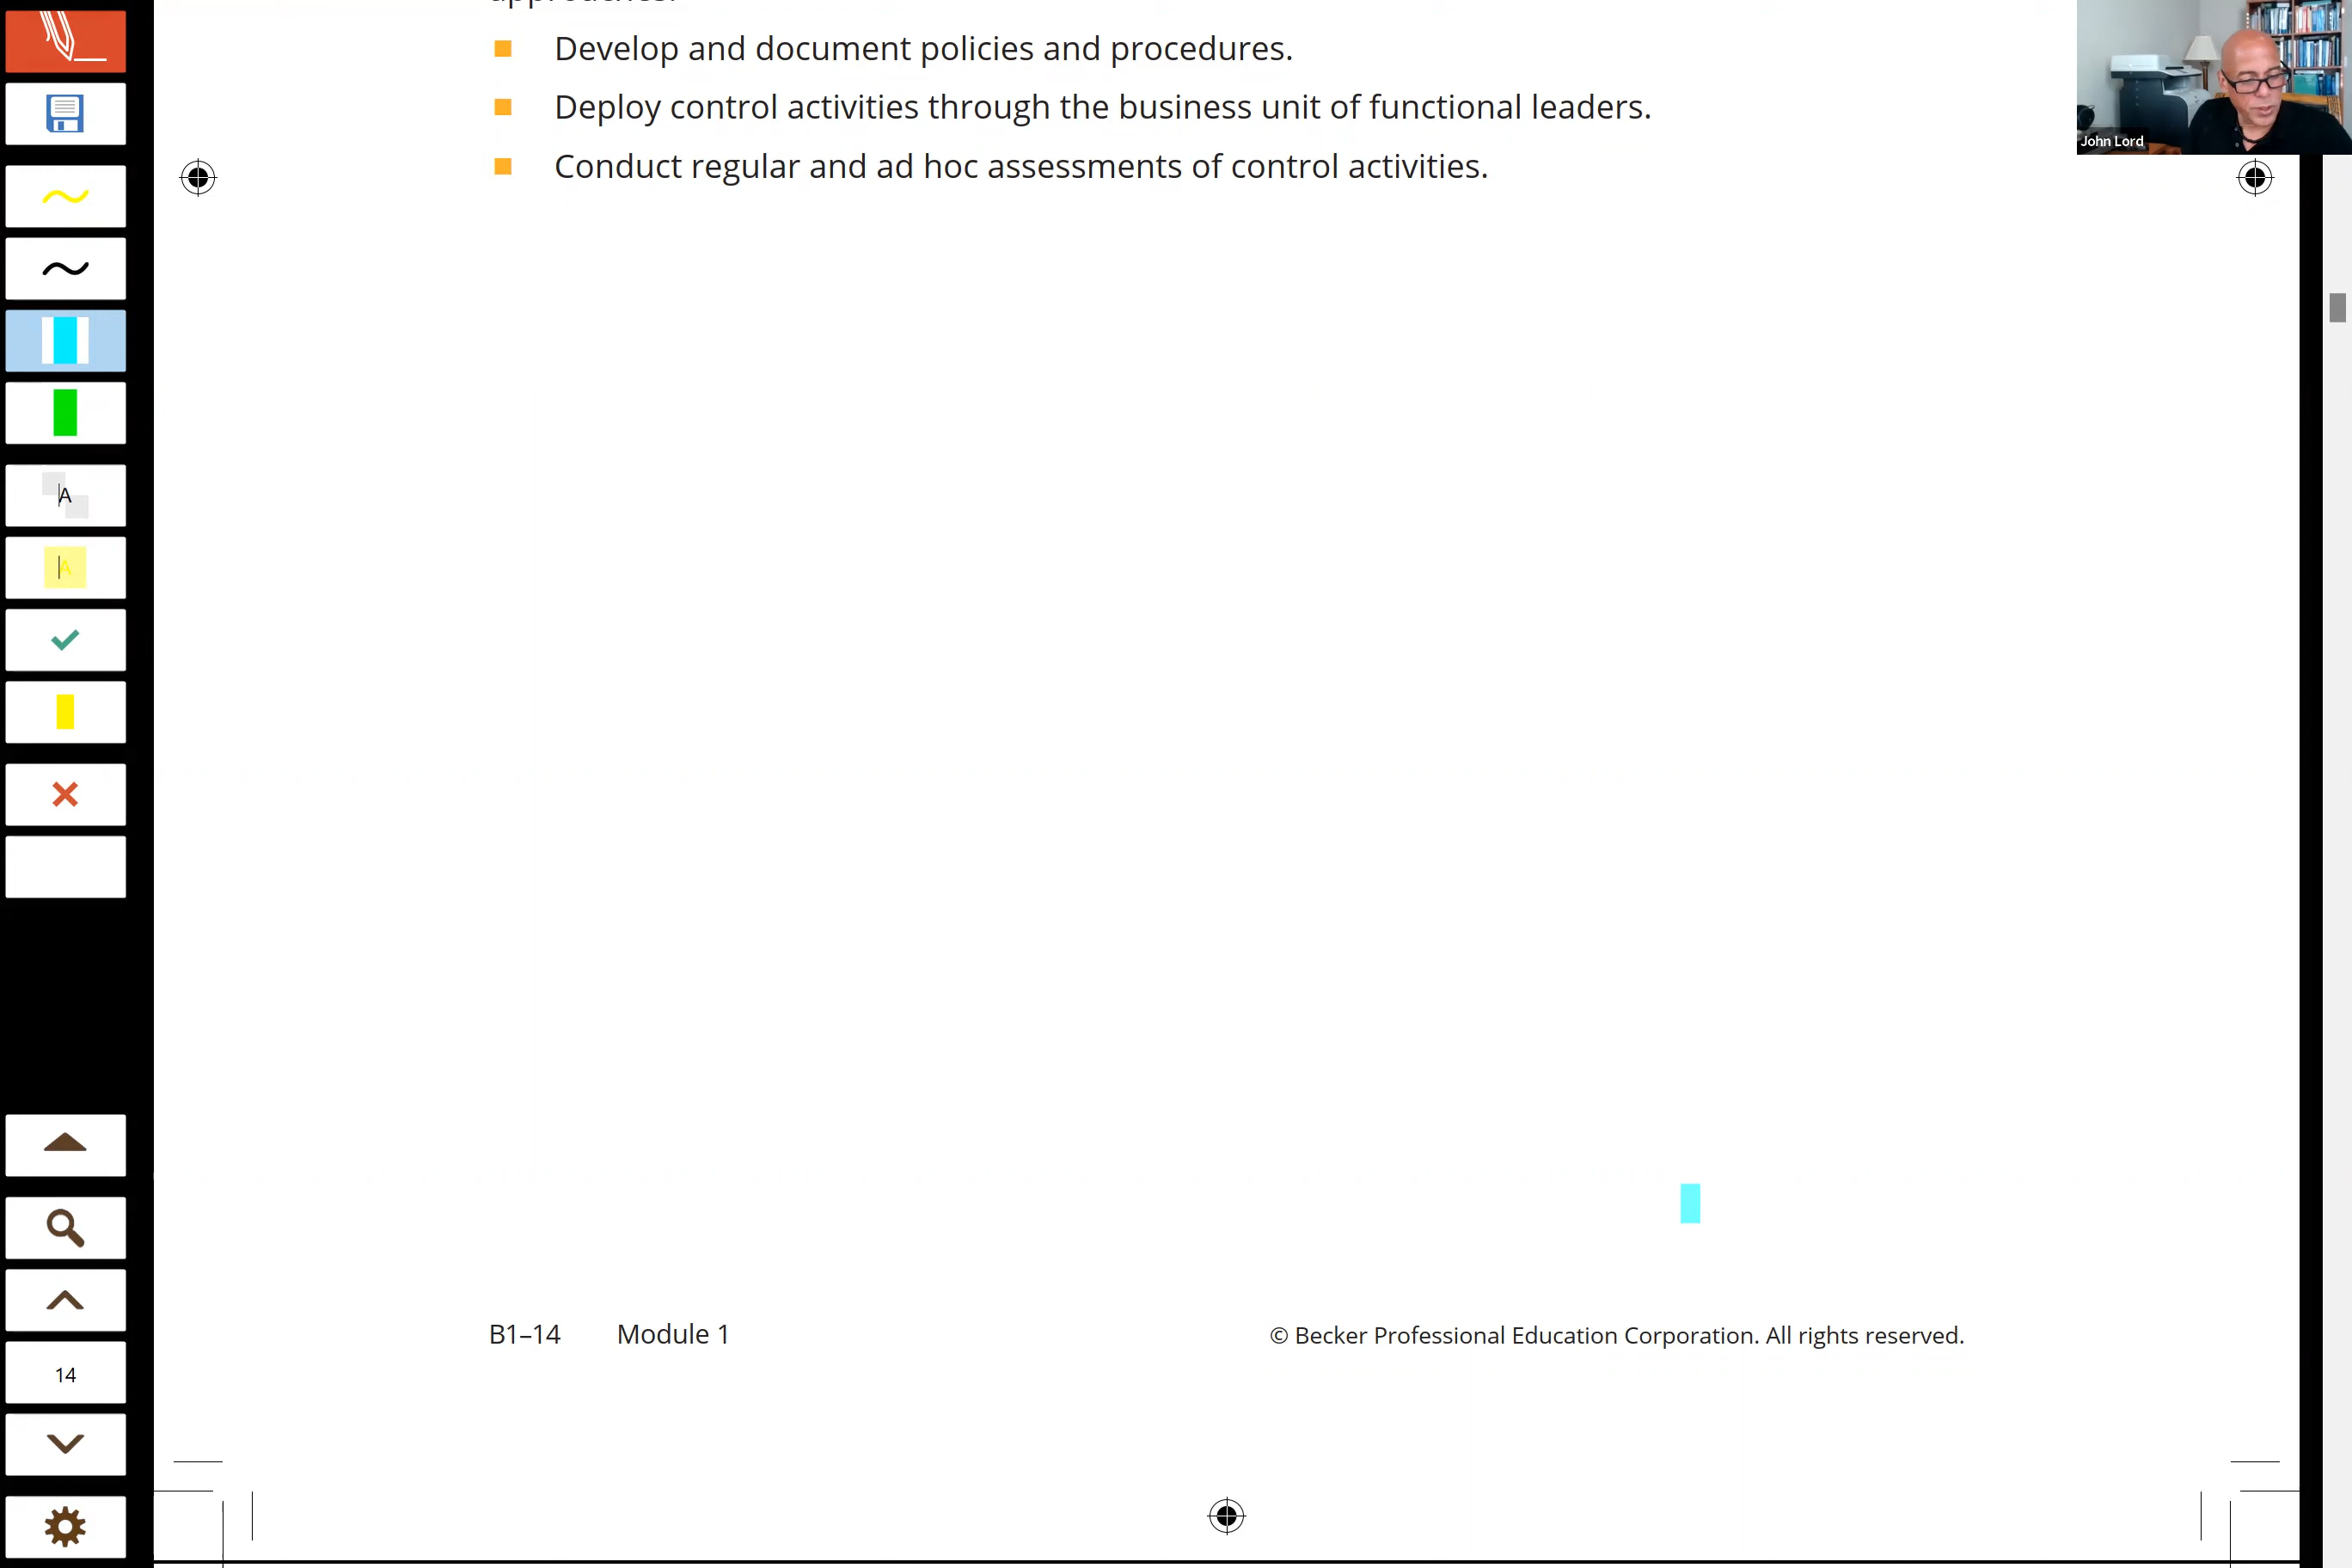 Develop and document policies and procedures.
Deploy control activities through the business unit of functional leaders.
Conduct regular and ad hoc assessments of control activities.
John Lord
A
A
14
B1–14 Module 1 © Becker Professional Education Corporation. All rights reserved.